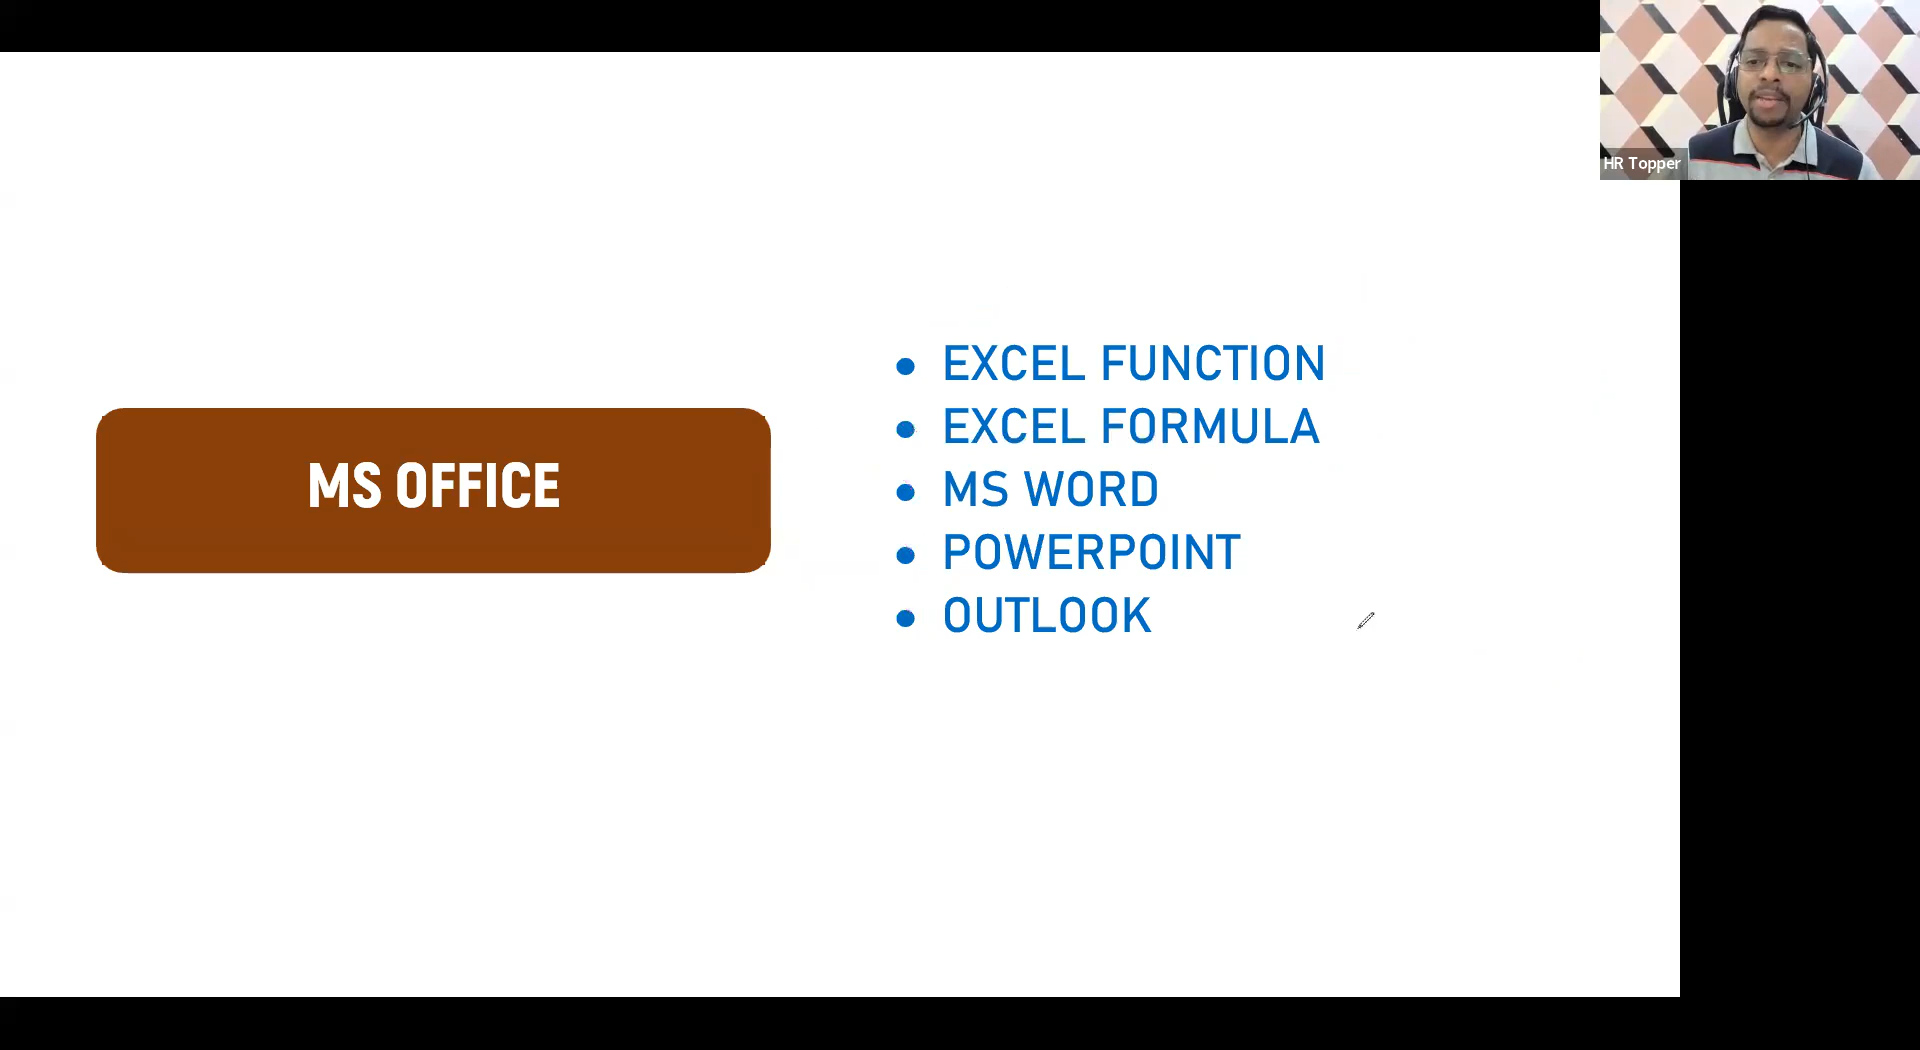 HR Topper
MS OFFICE
EXCEL FUNCTION
EXCEL FORMULA
MS WORD
POWERPOINT
OUTLOOK